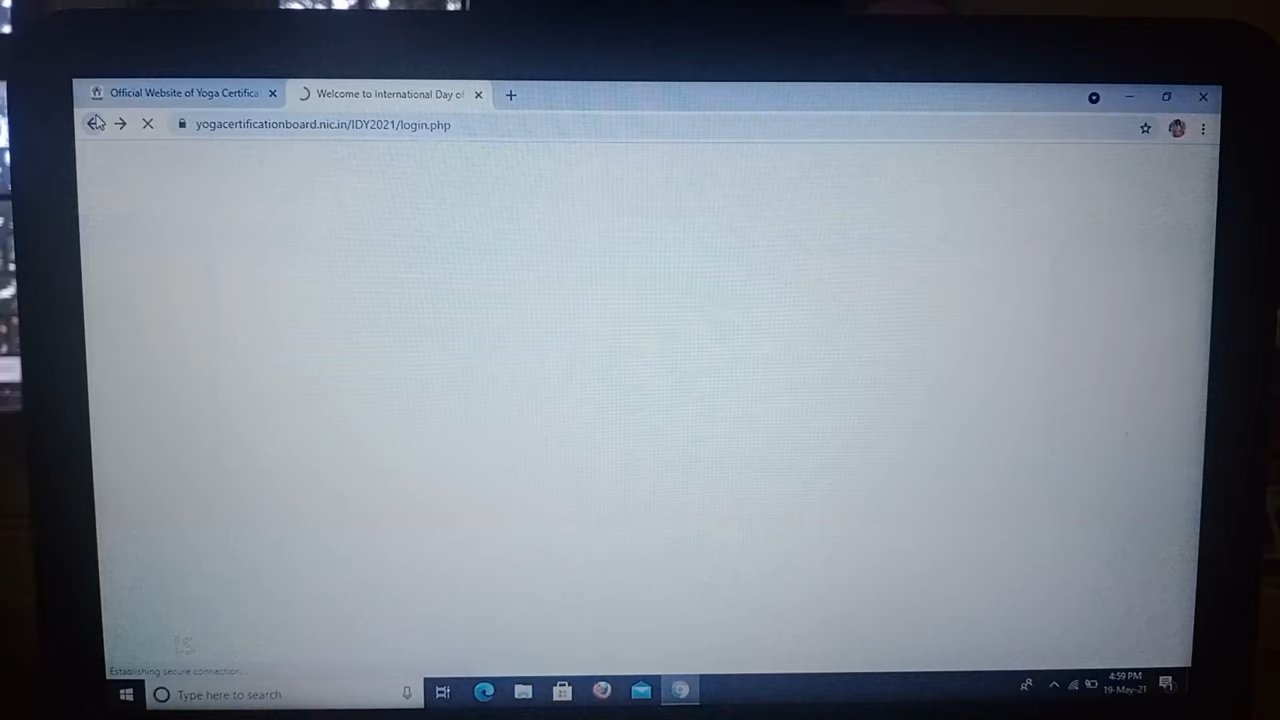 Official Website of Yoga Certifica
Welcome to International Day of
yogacertificationboard.nic.in/IDY2021/login.php
Establishing secure connection...
Type here to search
4:59 PM
19-May-21